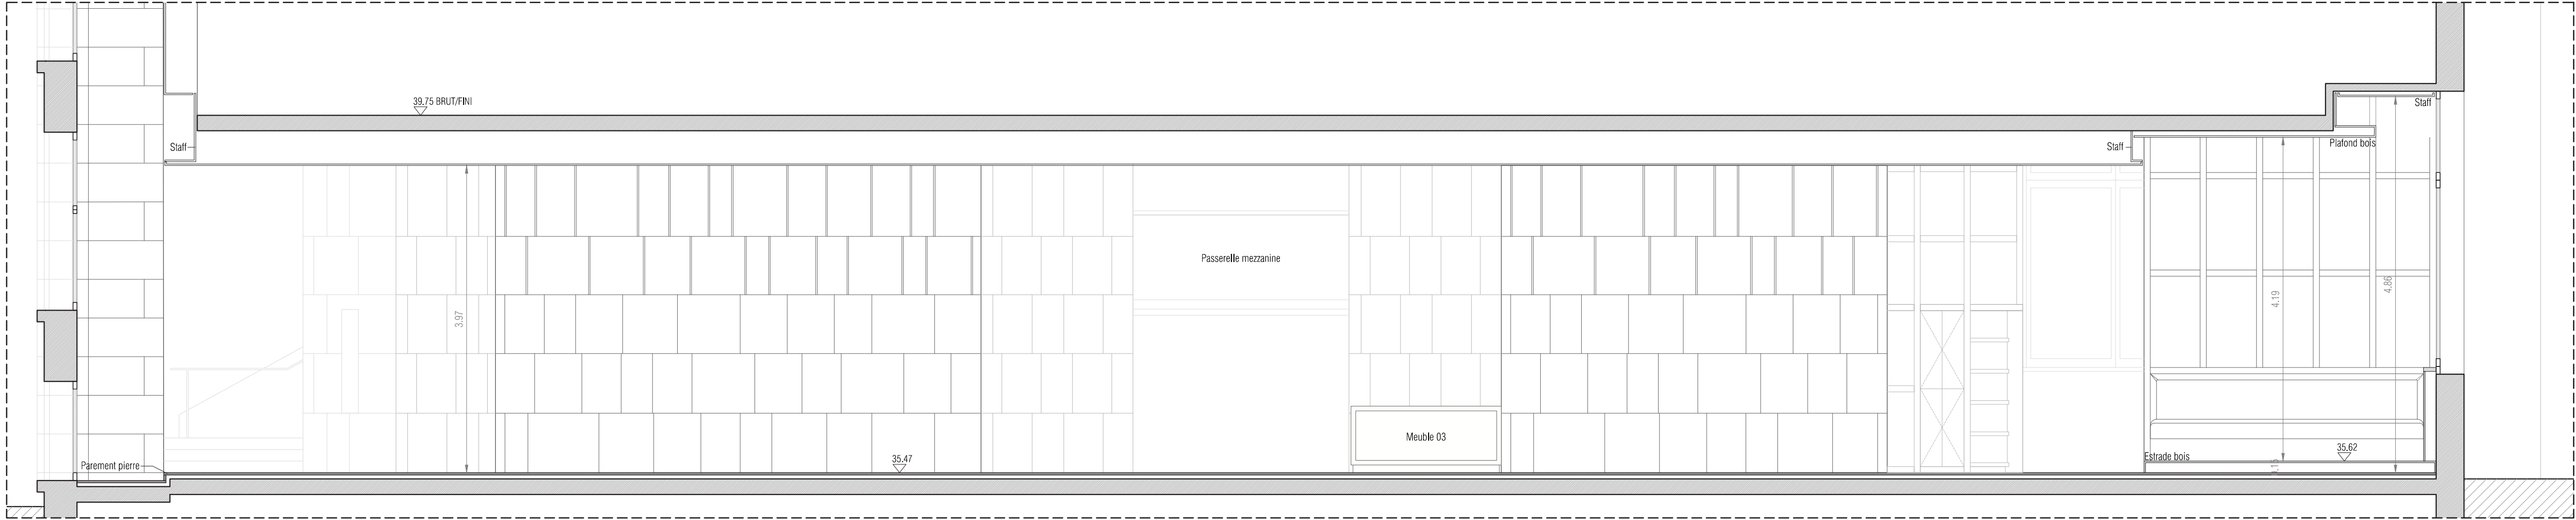 39.75 BRUT/FINI
Staff
Staff
Staff
Plafond bois
Passerelle mezzanine
3.97
4.19
4.86
Meuble 03
35.47
35.62
Parement pierre
Estrade bois